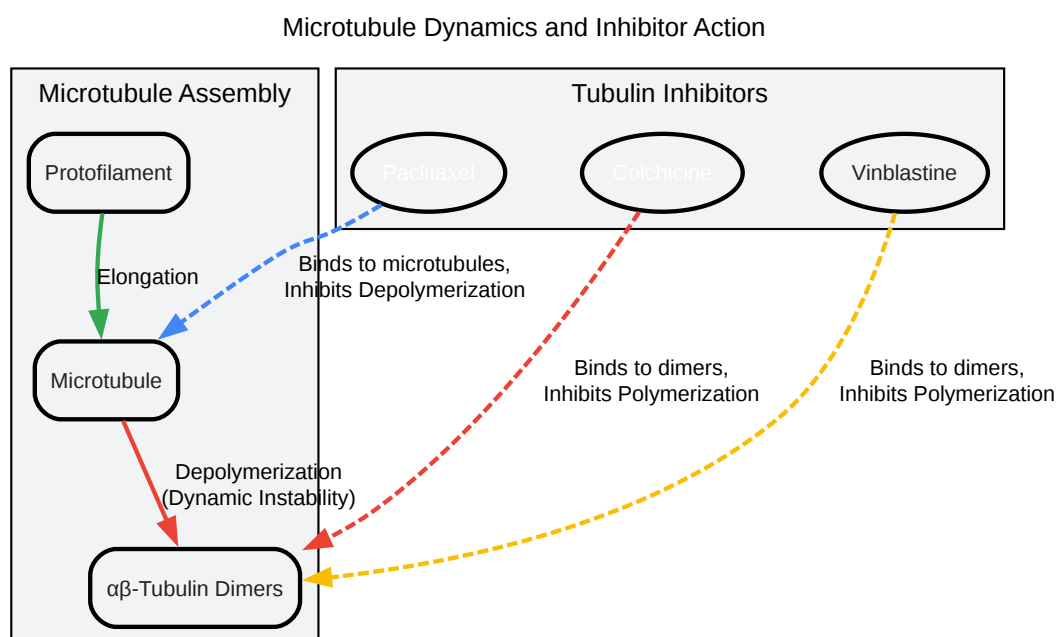 Microtubule Dynamics and Inhibitor Action
Microtubule Assembly
Tubulin Inhibitors
Protofilament
Paclitaxel
Colchicine
Vinblastine
Elongation
Binds to microtubules,
Inhibits Depolymerization
Microtubule
Binds to dimers,
Inhibits Polymerization
Binds to dimers,
Inhibits Polymerization
Depolymerization
(Dynamic Instability)
αβ-Tubulin Dimers